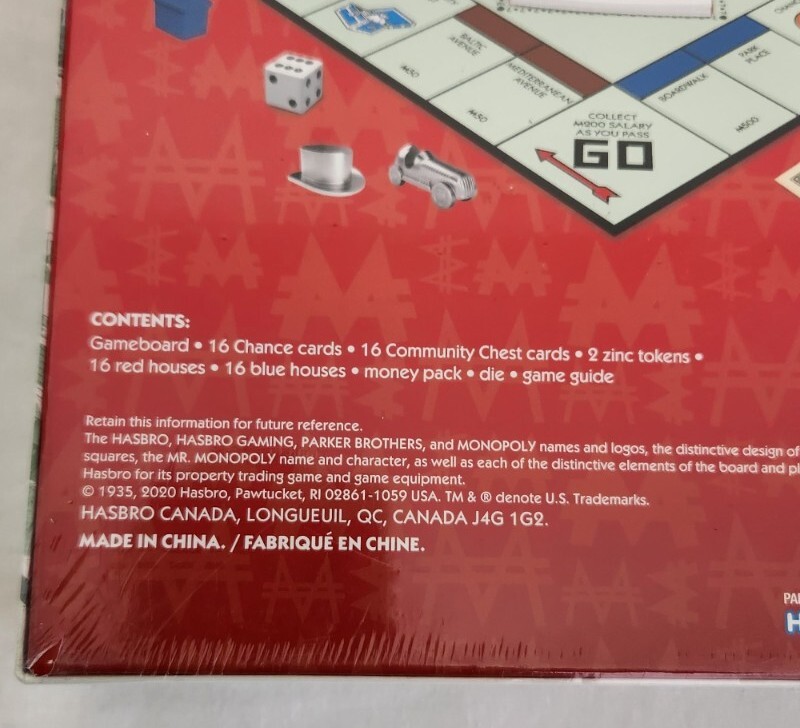 BALTIC
AVENUE
M60
MEDITERRANEAN
AVENUE
M60
COLLECT
M200 SALARY
AS YOU PASS
GO
BOARDWALK
PARK
PLACE
CONTENTS:
Gameboard • 16 Chance cards • 16 Community Chest cards • 2 zinc tokens •
16 red houses • 16 blue houses • money pack • die • game guide
Retain this information for future reference.
The HASBRO, HASBRO GAMING, PARKER BROTHERS, and MONOPOLY names and logos, the distinctive design of
squares, the MR. MONOPOLY name and character, as well as each of the distinctive elements of the board and pl
Hasbro for its property trading game and game equipment.
© 1935, 2020 Hasbro, Pawtucket, RI 02861-1059 USA. TM & ® denote U.S. Trademarks.
HASBRO CANADA, LONGUEUIL, QC, CANADA J4G 1G2.
MADE IN CHINA. / FABRIQUÉ EN CHINE.
PA
H